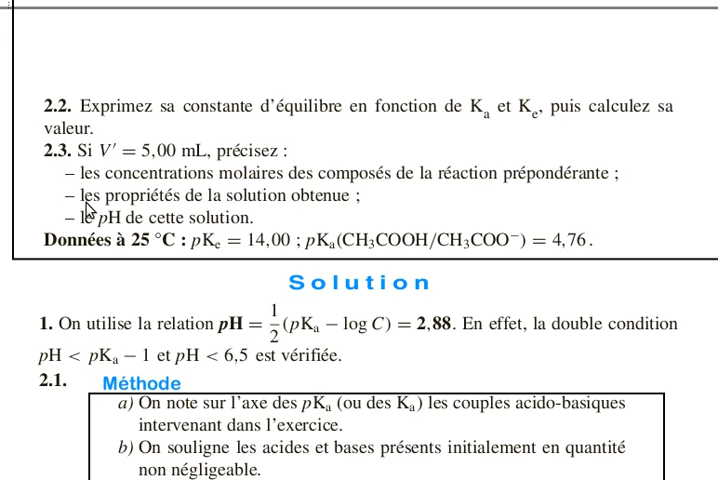 2.2. Exprimez sa constante d'équilibre en fonction de Kₐ et Kₑ, puis calculez sa
valeur.
2.3. Si V′ = 5,00 mL, précisez :
– les concentrations molaires des composés de la réaction prépondérante ;
– les propriétés de la solution obtenue ;
– le pH de cette solution.
Données à 25 °C : pKₑ = 14,00 ; pKₐ(CH₃COOH/CH₃COO⁻) = 4,76.
Solution
1. On utilise la relation pH = 1/2 (pKₐ − log C) = 2,88. En effet, la double condition
pH < pKₐ − 1 et pH < 6,5 est vérifiée.
2.1. Méthode
a) On note sur l'axe des pKₐ (ou des Kₐ) les couples acido-basiques
intervenant dans l'exercice.
b) On souligne les acides et bases présents initialement en quantité
non négligeable.